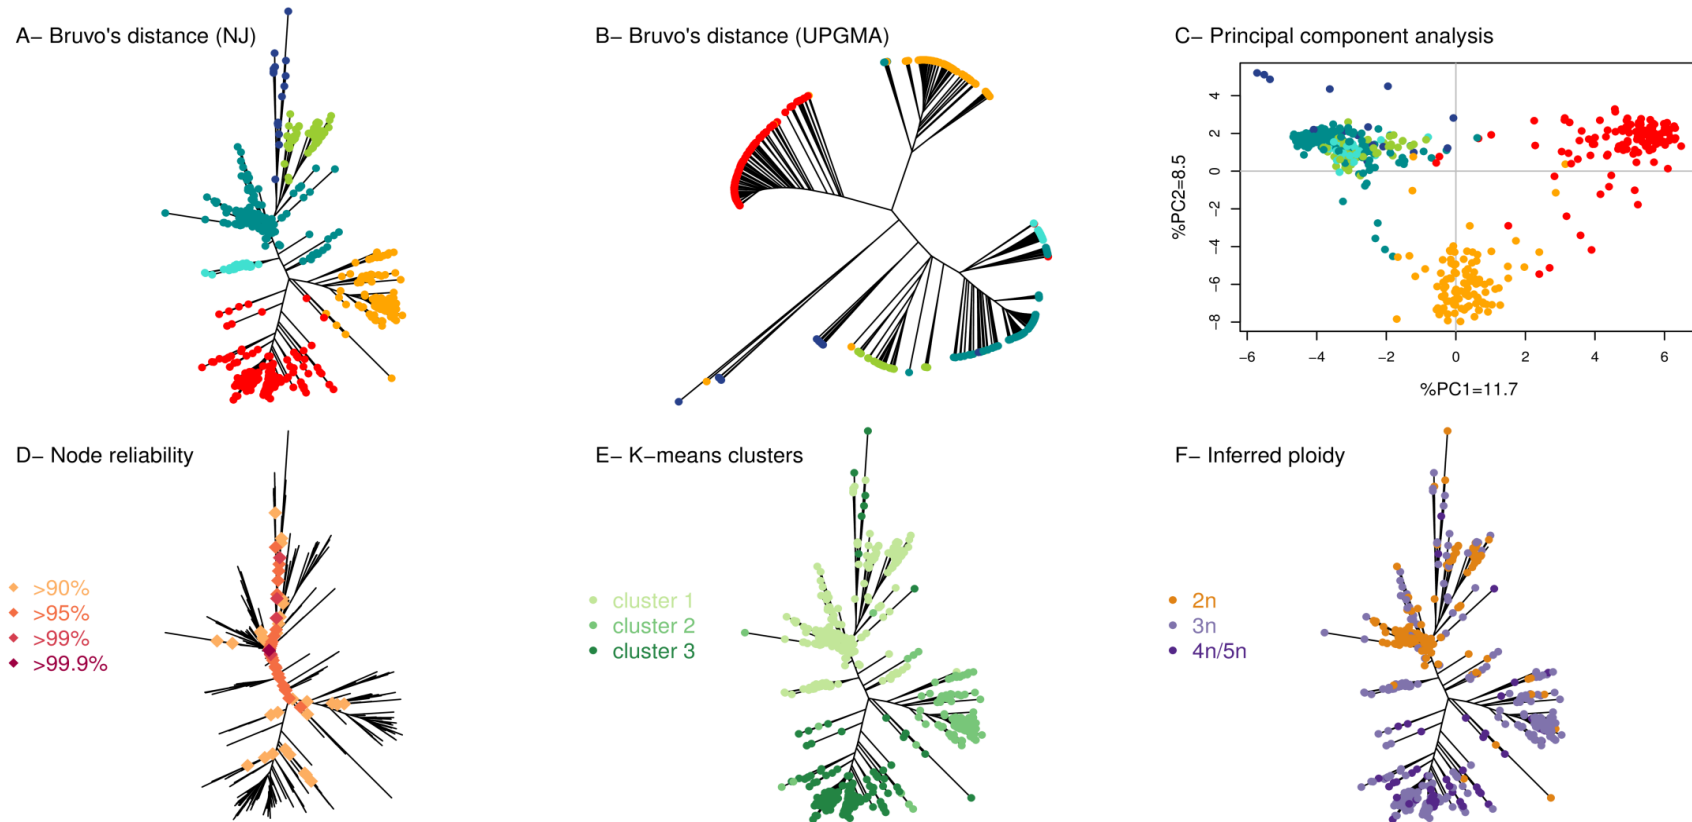 A– Bruvo's distance (NJ)
B– Bruvo's distance (UPGMA)
C– Principal component analysis
%PC2=8.5
4
2
0
−2
−4
−6
−8
−6
−4
−2
0
2
4
6
%PC1=11.7
D– Node reliability
>90%
>95%
>99%
>99.9%
E– K−means clusters
cluster 1
cluster 2
cluster 3
F– Inferred ploidy
2n
3n
4n/5n